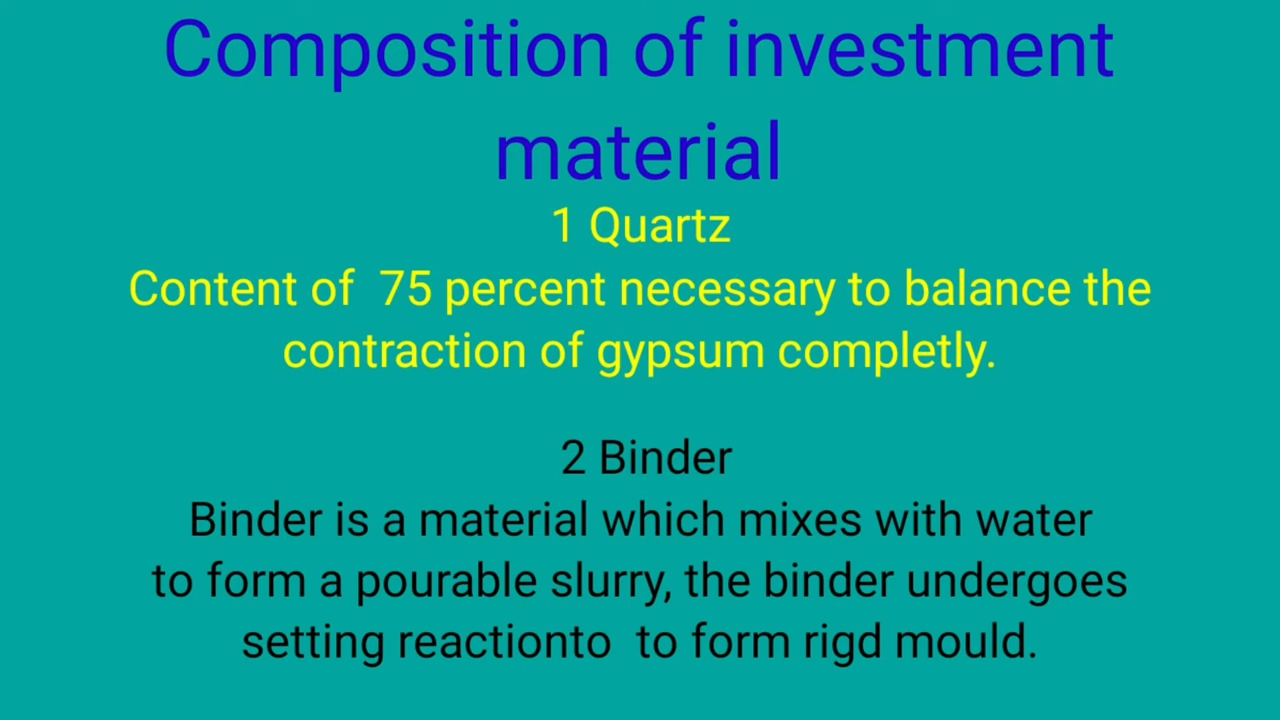 Composition of investment
material
1 Quartz
Content of 75 percent necessary to balance the
contraction of gypsum completly.
2 Binder
Binder is a material which mixes with water
to form a pourable slurry, the binder undergoes
setting reactionto to form rigd mould.